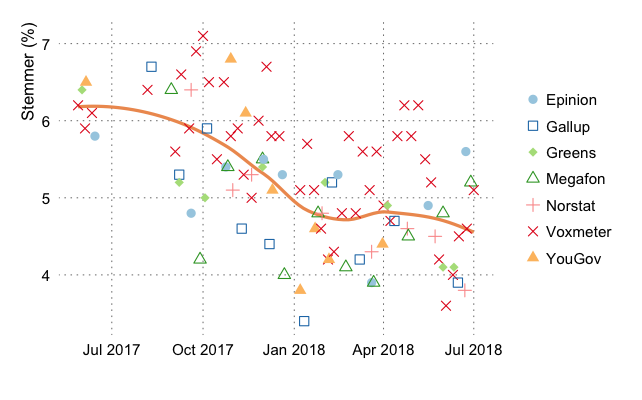 Stemmer (%)
7
6
5
4
Jul 2017
Oct 2017
Jan 2018
Apr 2018
Jul 2018
Epinion
Gallup
Greens
Megafon
Norstat
Voxmeter
YouGov